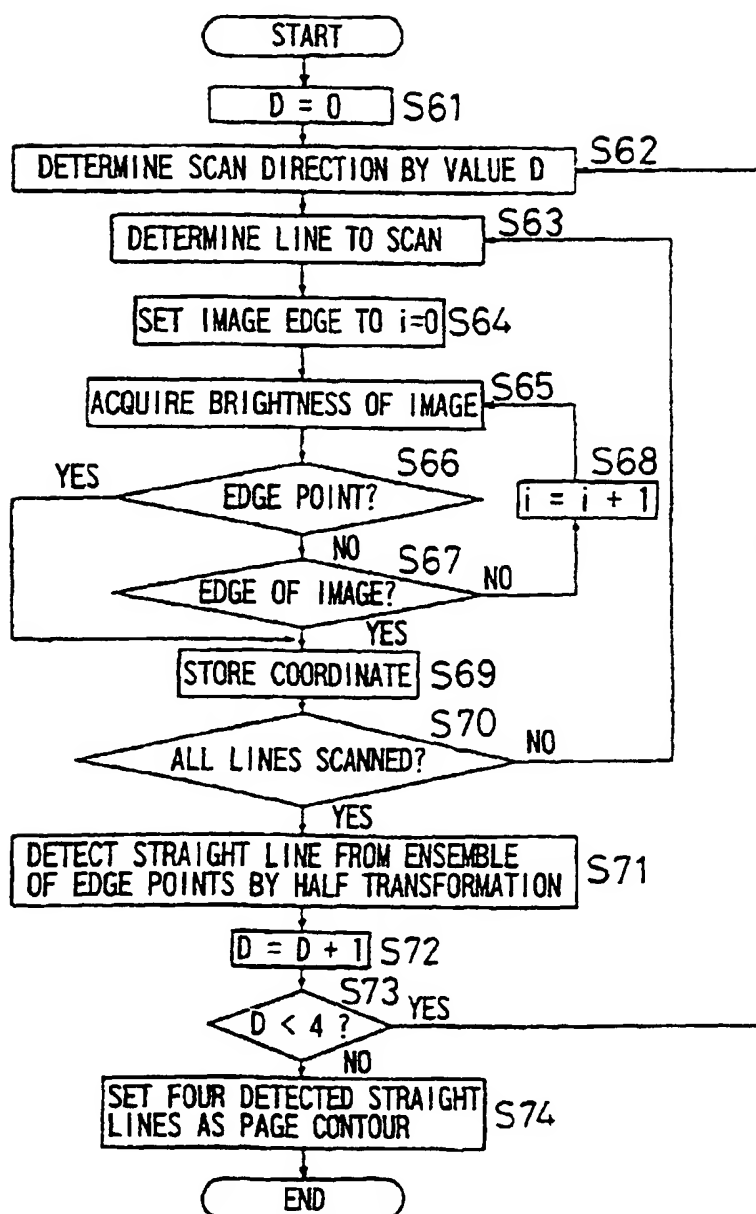 START
D = 0 S61
DETERMINE SCAN DIRECTION BY VALUE D S62
DETERMINE LINE TO SCAN S63
SET IMAGE EDGE TO i=0 S64
ACQUIRE BRIGHTNESS OF IMAGE S65
YES EDGE POINT? S66
NO
i = i + 1 S68
EDGE OF IMAGE? S67 NO
YES
STORE COORDINATE S69
ALL LINES SCANNED? S70 NO
YES
DETECT STRAIGHT LINE FROM ENSEMBLE
OF EDGE POINTS BY HALF TRANSFORMATION S71
D = D + 1 S72
D < 4 ? S73 YES
NO
SET FOUR DETECTED STRAIGHT
LINES AS PAGE CONTOUR S74
END